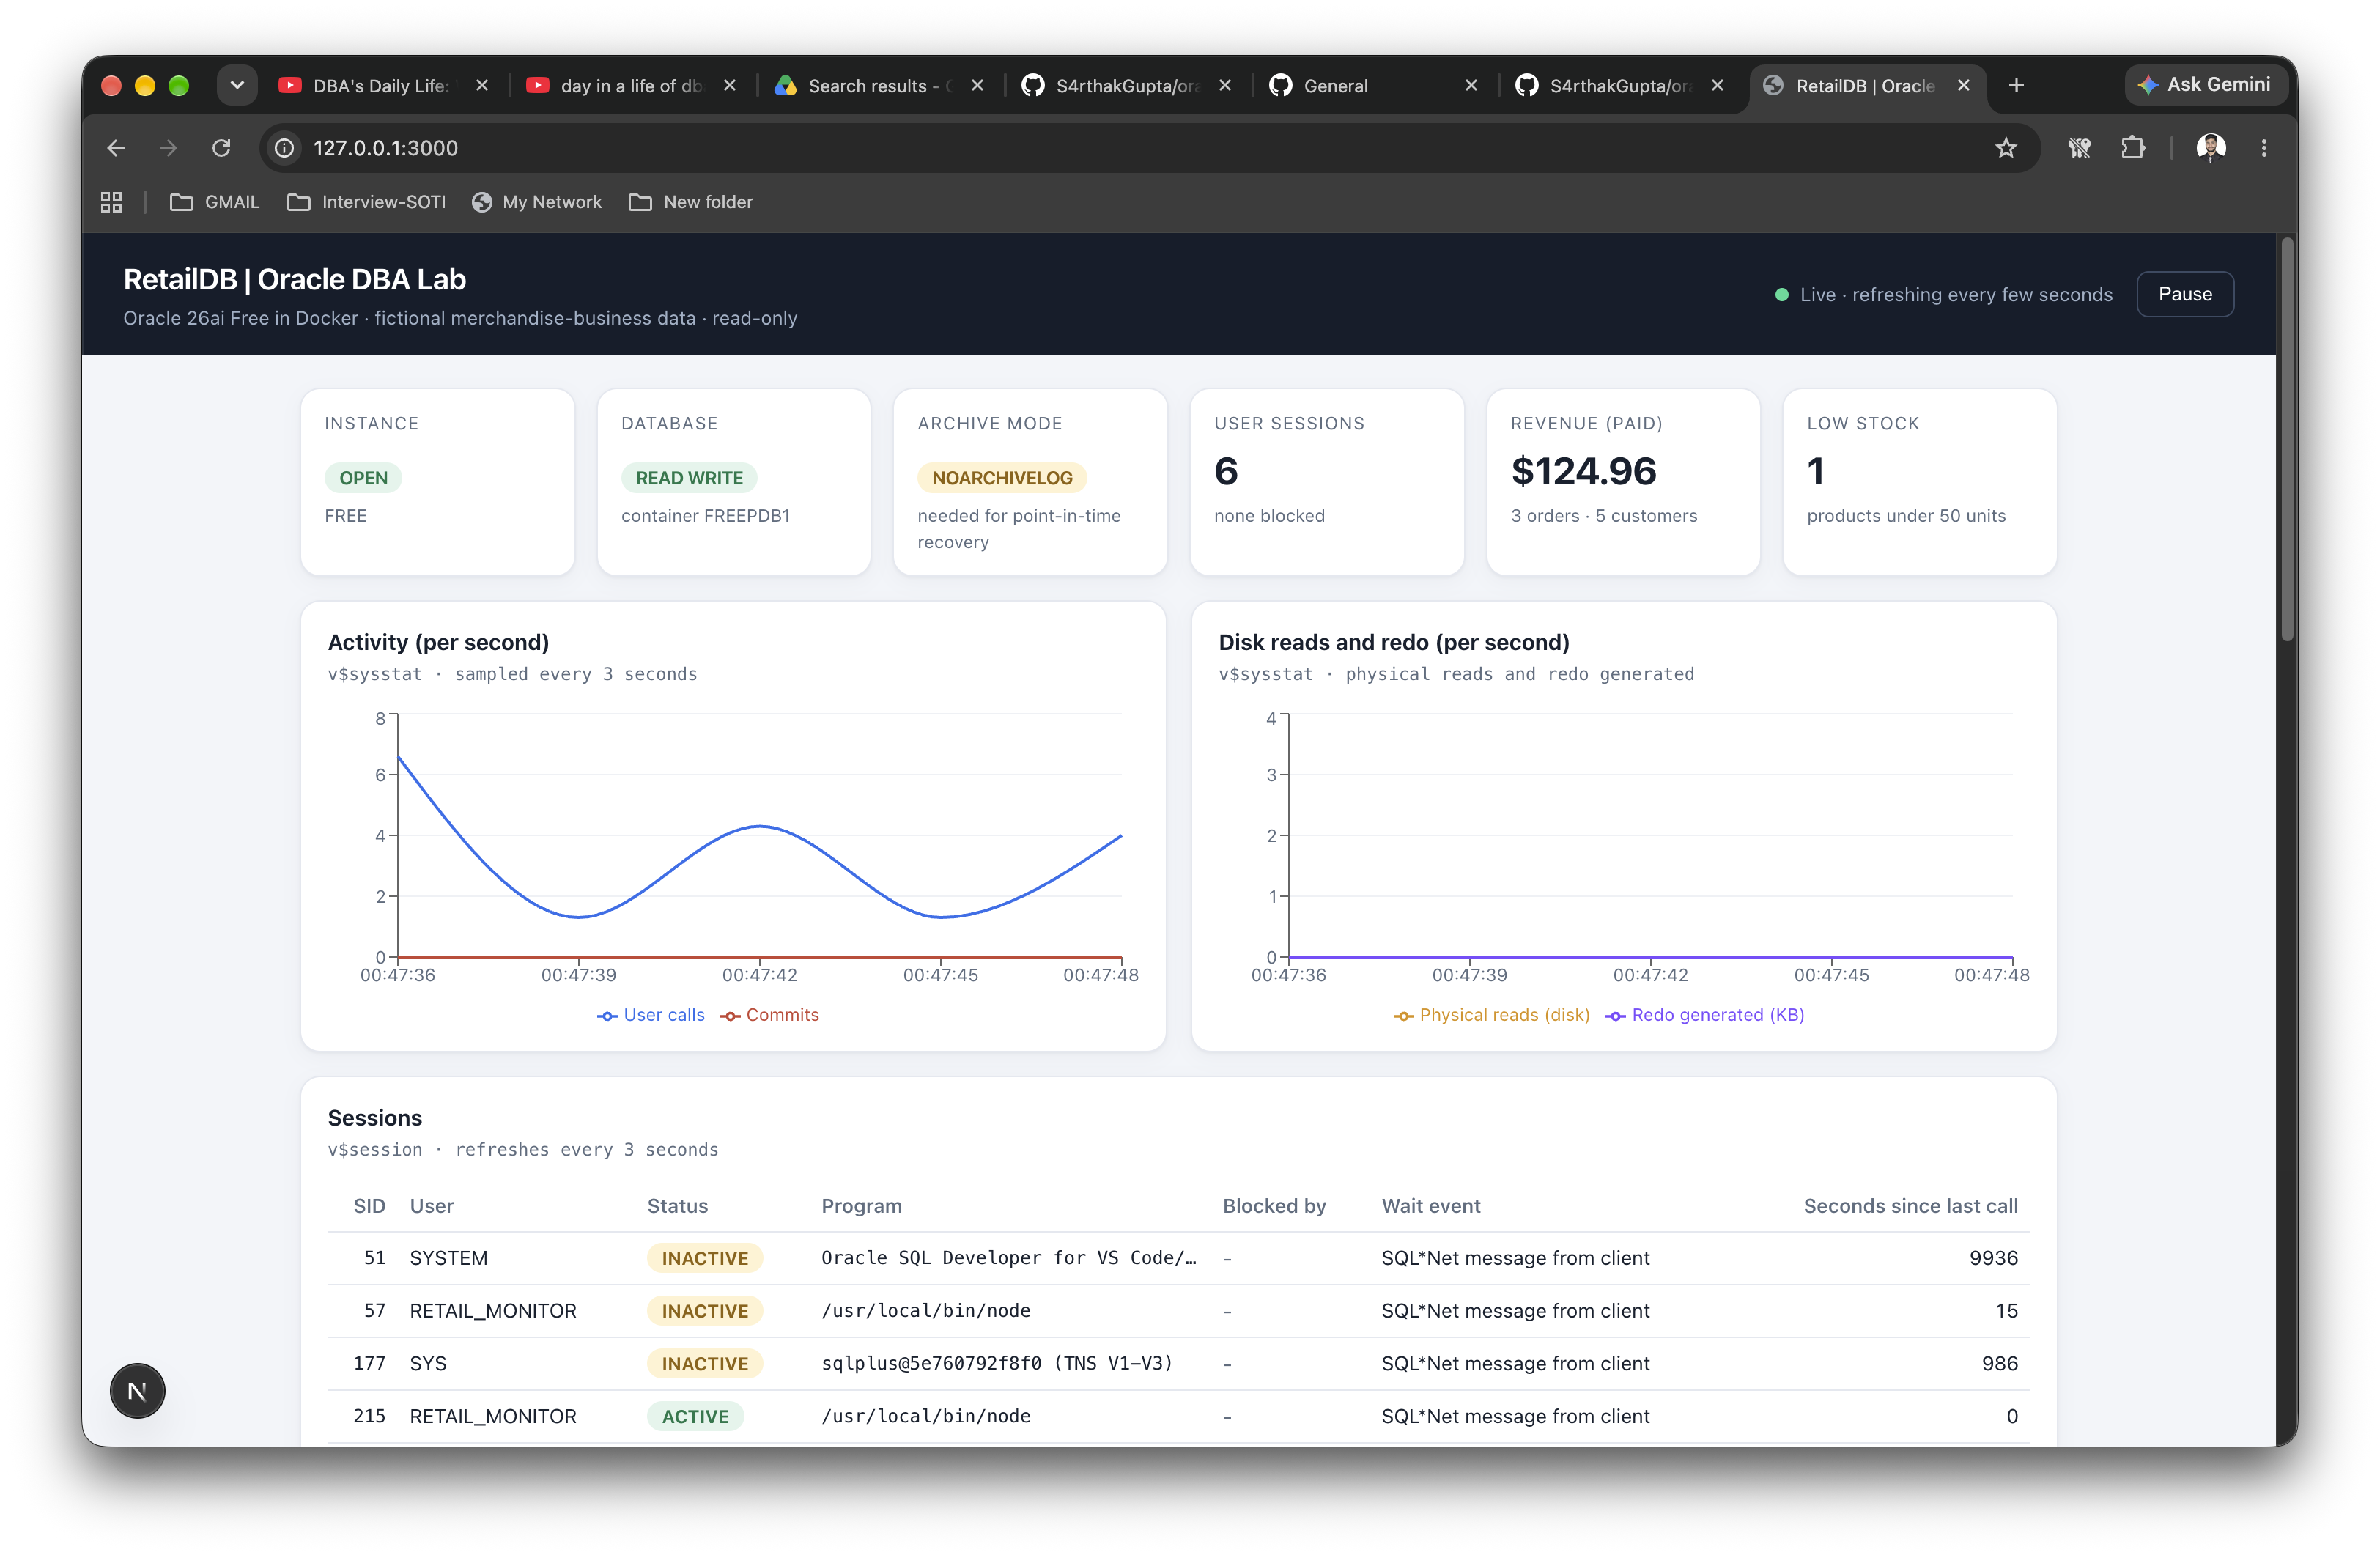 DBA's Daily Life:
day in a life of db
Search results -
S4rthakGupta/ora
General
S4rthakGupta/ora
RetailDB | Oracle
Ask Gemini
127.0.0.1:3000
GMAIL
Interview-SOTI
My Network
New folder
RetailDB | Oracle DBA Lab
Oracle 26ai Free in Docker · fictional merchandise-business data · read-only
Live · refreshing every few seconds
Pause
INSTANCE
OPEN
FREE
DATABASE
READ WRITE
container FREEPDB1
ARCHIVE MODE
NOARCHIVELOG
needed for point-in-time
recovery
USER SESSIONS
6
none blocked
REVENUE (PAID)
$124.96
3 orders · 5 customers
LOW STOCK
1
products under 50 units
Activity (per second)
v$sysstat · sampled every 3 seconds
8
6
4
2
0
00:47:36 00:47:39 00:47:42 00:47:45 00:47:48
User calls Commits
Disk reads and redo (per second)
v$sysstat · physical reads and redo generated
4
3
2
1
0
00:47:36 00:47:39 00:47:42 00:47:45 00:47:48
Physical reads (disk) Redo generated (KB)
Sessions
v$session · refreshes every 3 seconds
SID User Status Program Blocked by Wait event Seconds since last call
51 SYSTEM INACTIVE Oracle SQL Developer for VS Code/… - SQL*Net message from client 9936
57 RETAIL_MONITOR INACTIVE /usr/local/bin/node - SQL*Net message from client 15
177 SYS INACTIVE sqlplus@5e760792f8f0 (TNS V1-V3) - SQL*Net message from client 986
215 RETAIL_MONITOR ACTIVE /usr/local/bin/node - SQL*Net message from client 0
N